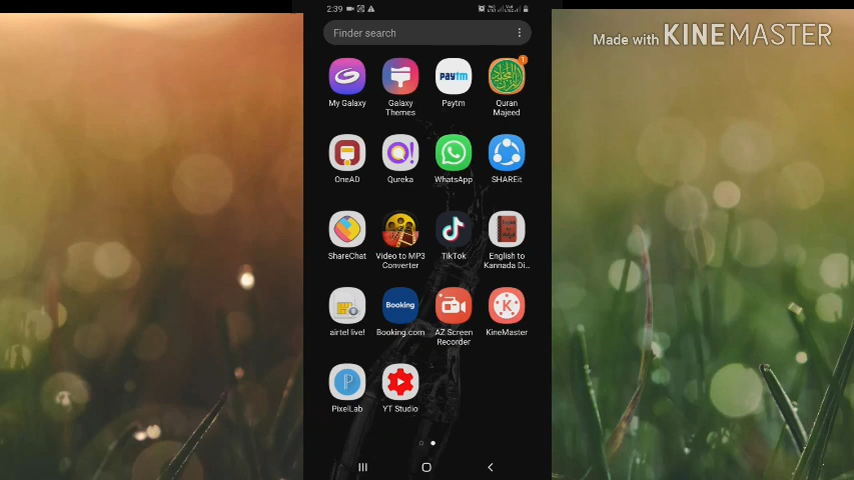 2:39
Made with KINEMASTER
Finder search
My Galaxy
Galaxy
Themes
Paytm
Quran
Majeed
1
OneAD
Qureka
WhatsApp
SHAREit
ShareChat
Video to MP3
Converter
TikTok
English to
Kannada Di...
airtel live!
Booking
Booking.com
AZ Screen
Recorder
K
KineMaster
P
PixelLab
YT Studio